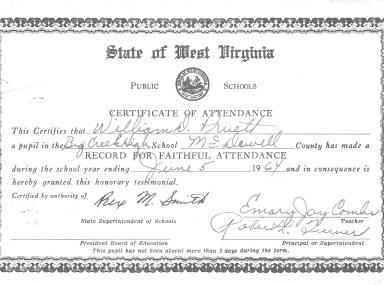 State of West Virginia
PUBLIC SCHOOLS
CERTIFICATE OF ATTENDANCE
This Certifies that William D. Pruett
a pupil in the Big Creek High School McDowell County has made a
RECORD FOR FAITHFUL ATTENDANCE
during the school year ending June 5 1964 and in consequence is
hereby granted this honorary testimonial.
Certified by authority of Rex M. Smith Emory Jay Combs
State Superintendent of Schools Teacher
Turner
President Board of Education Principal or Superintendent
This pupil has not been absent more than 3 days during the term.